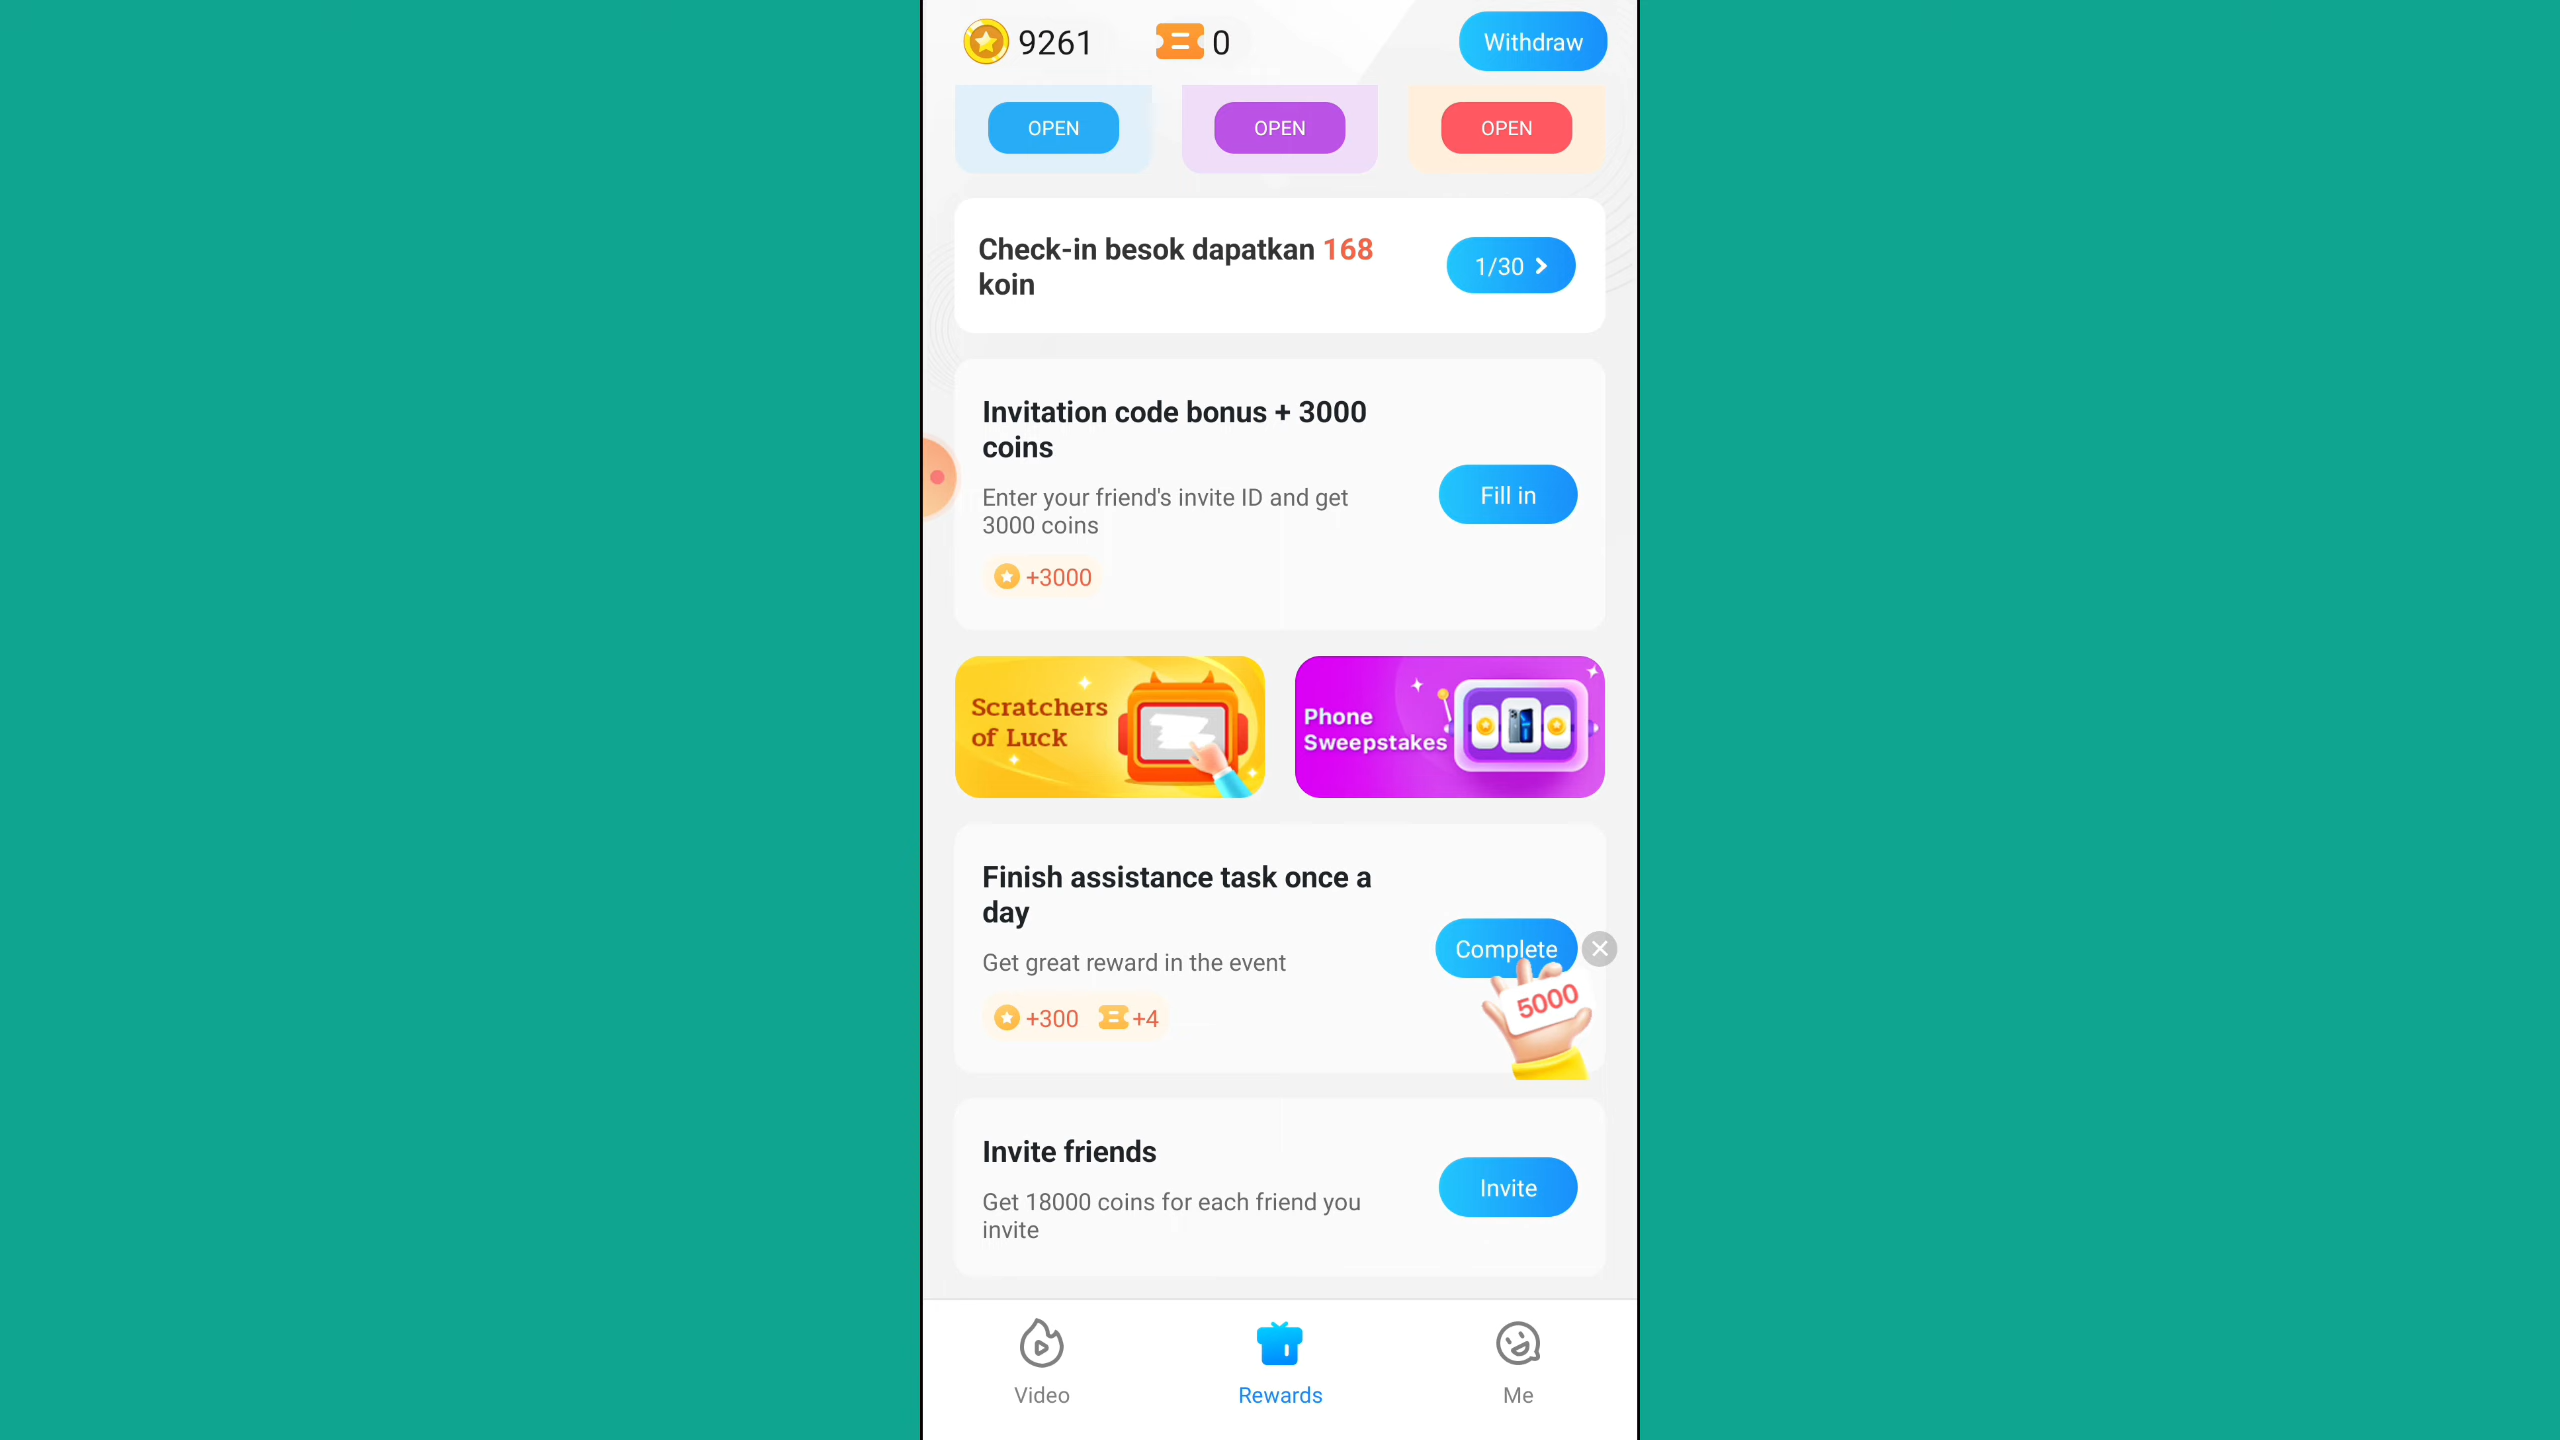 9261 0 Withdraw
OPEN OPEN OPEN
Check-in besok dapatkan 168
koin
1/30
Invitation code bonus + 3000
coins
Enter your friend's invite ID and get
3000 coins
+3000
Fill in
Scratchers
of Luck
Phone
Sweepstakes
Finish assistance task once a
day
Get great reward in the event
+300 +4
Complete
5000
Invite friends
Get 18000 coins for each friend you
invite
Invite
Video Rewards Me